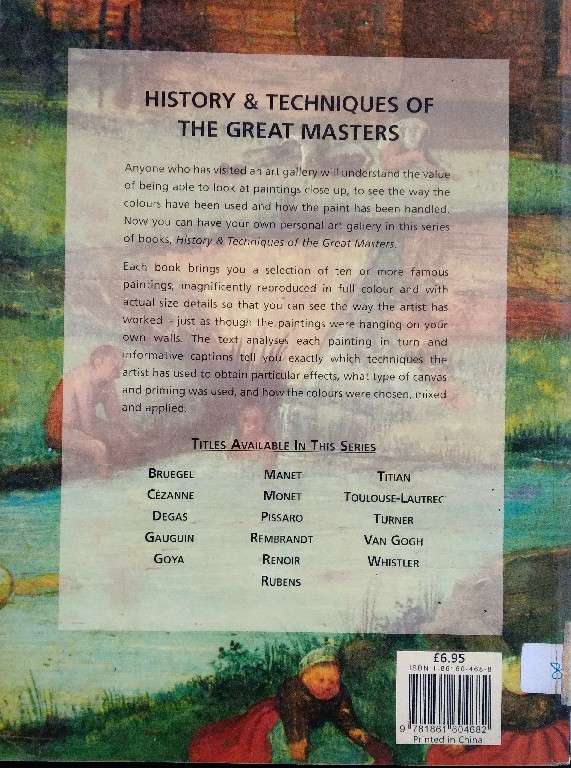 HISTORY & TECHNIQUES OF
THE GREAT MASTERS
Anyone who has visited an art gallery will understand the value
of being able to look at paintings close up, to see the way the
colours have been used and how the paint has been handled.
Now you can have your own personal art gallery in this series
of books, History & Techniques of the Great Masters.
Each book brings you a selection of ten or more famous
paintings, magnificently reproduced in full colour and with
actual size details so that you can see the way the artist has
worked - just as though the paintings were hanging on your
own walls. The text analyses each painting in turn and
informative captions tell you exactly which techniques the
artist has used to obtain particular effects, what type of canvas
and priming was used, and how the colours were chosen, mixed
and applied.
TITLES AVAILABLE IN THIS SERIES
BRUEGEL MANET TITIAN
CÉZANNE MONET TOULOUSE-LAUTREC
DEGAS PISSARO TURNER
GAUGUIN REMBRANDT VAN GOGH
GOYA RENOIR WHISTLER
RUBENS
£6.95
ISBN 1-86160-468-8
9 781861 604682
Printed in China